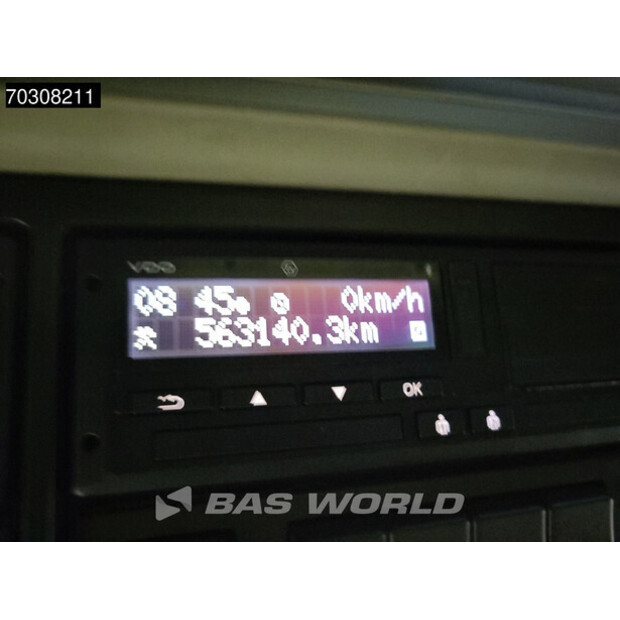 70308211
VDO
08 45 0km/h
563140.3km
OK
BAS WORLD